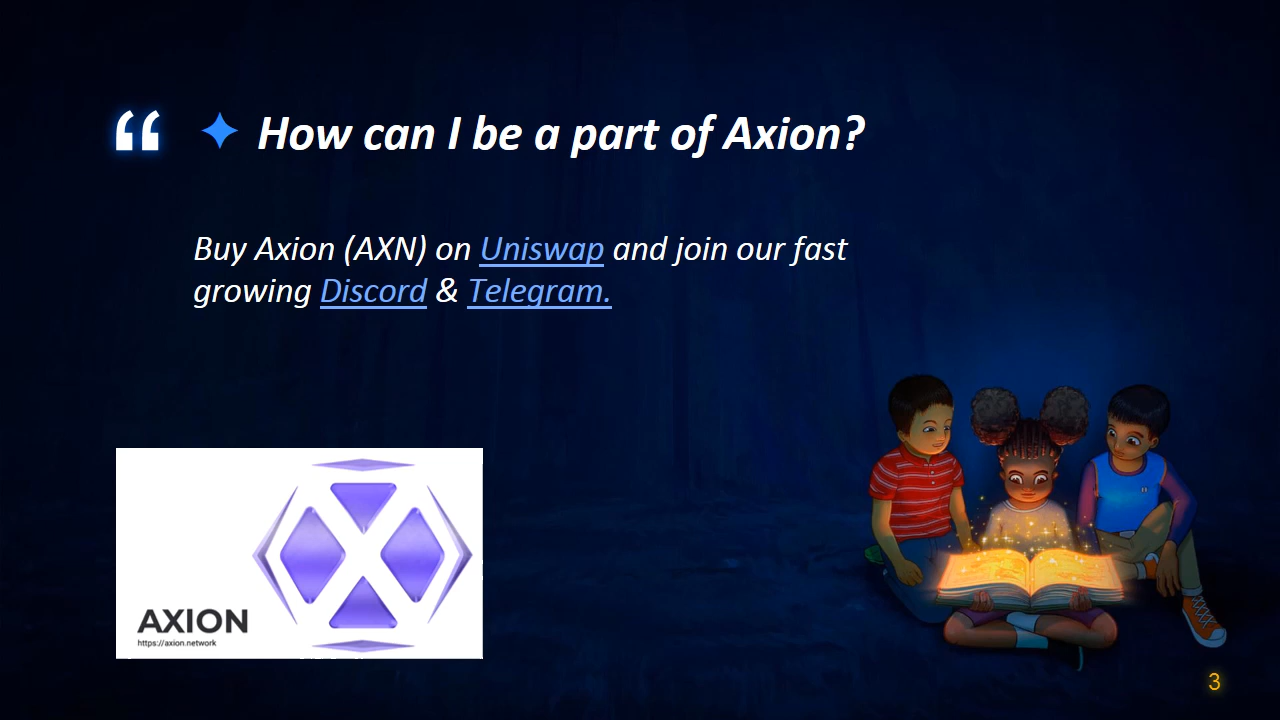 “ ✦ How can I be a part of Axion?
Buy Axion (AXN) on Uniswap and join our fast
growing Discord & Telegram.
AXION
https://axion.network
3